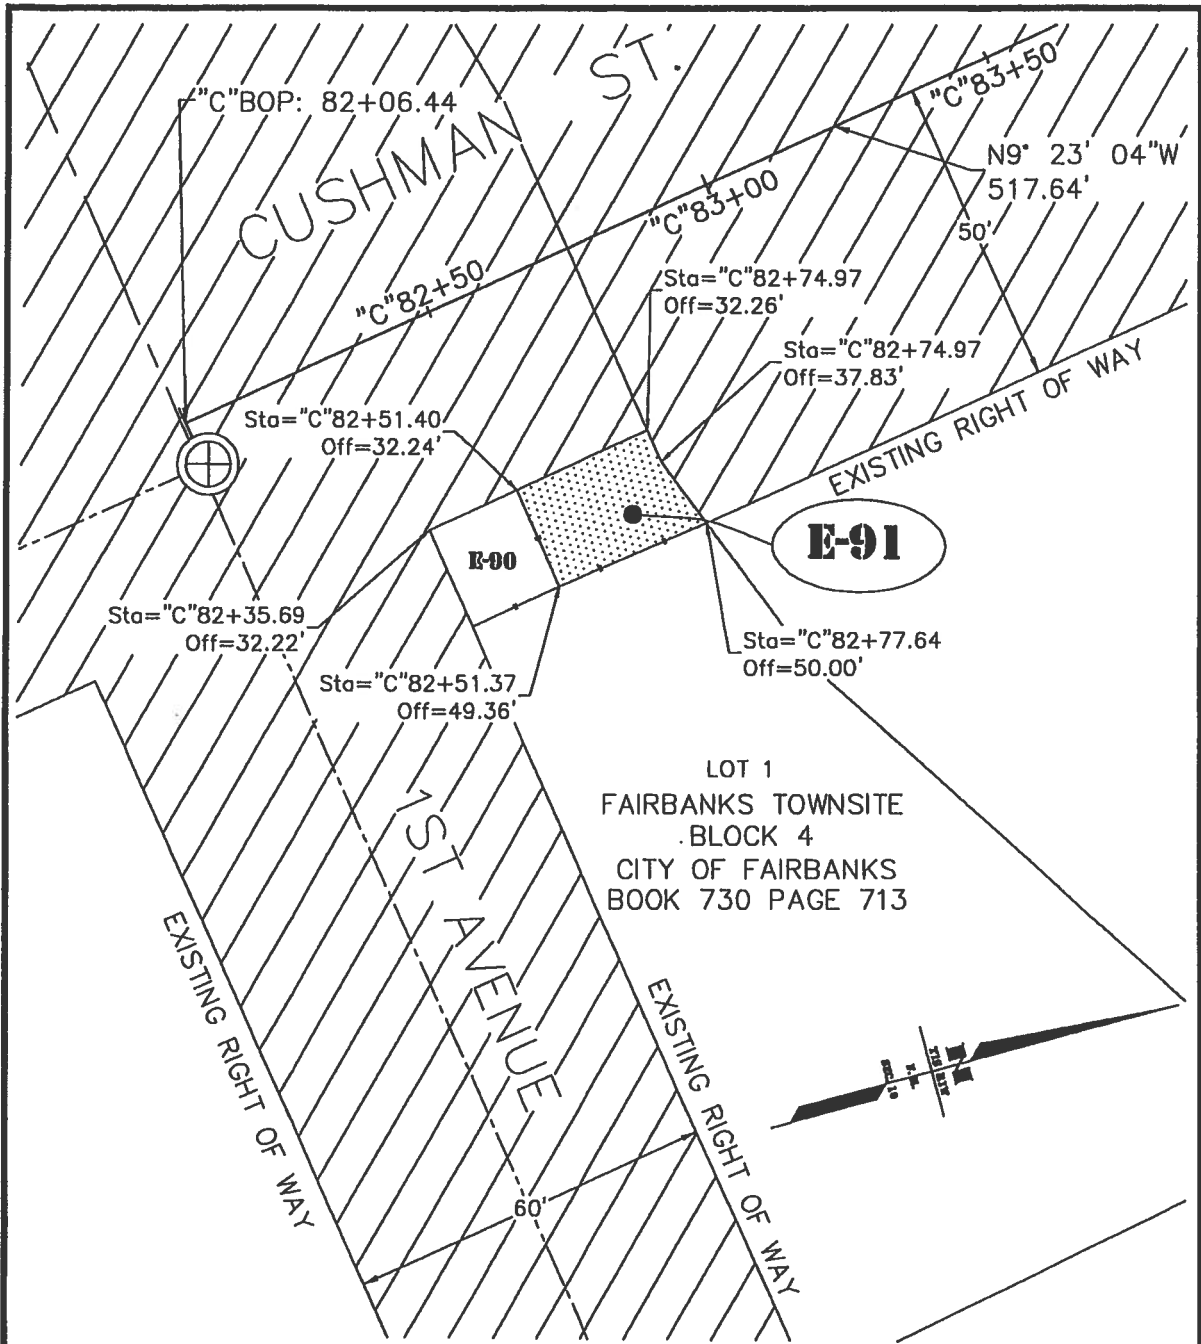 "C"BOP: 82+06.44
CUSHMAN ST.
"C"83+50
N9° 23' 04"W
517.64'
50'
"C"83+00
"C"82+50
Sta="C"82+74.97
Off=32.26'
Sta="C"82+74.97
Off=37.83'
EXISTING RIGHT OF WAY
Sta="C"82+51.40
Off=32.24'
E-90
E-91
Sta="C"82+35.69
Off=32.22'
Sta="C"82+77.64
Off=50.00'
Sta="C"82+51.37
Off=49.36'
LOT 1
FAIRBANKS TOWNSITE
BLOCK 4
CITY OF FAIRBANKS
BOOK 730 PAGE 713
1ST AVENUE
EXISTING RIGHT OF WAY
EXISTING RIGHT OF WAY
60'
N
T1S R1W
F.M.
SEC. 10